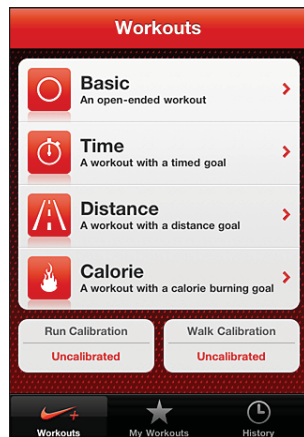 Workouts
Basic
An open-ended workout
Time
A workout with a timed goal
Distance
A workout with a distance goal
Calorie
A workout with a calorie burning goal
Run Calibration
Uncalibrated
Walk Calibration
Uncalibrated
Workouts
My Workouts
History